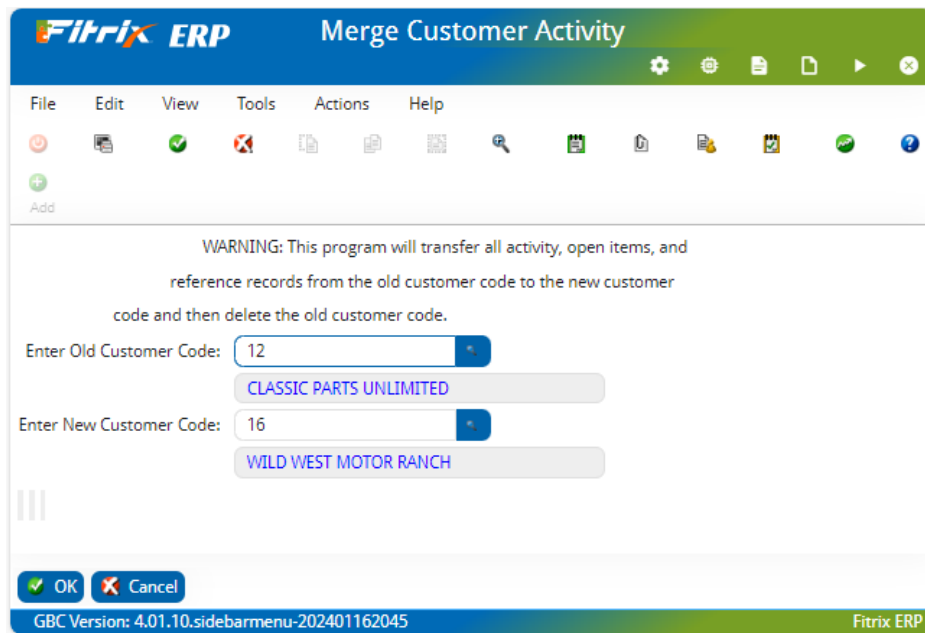 Fitrix ERP Merge Customer Activity
File Edit View Tools Actions Help
Add
WARNING: This program will transfer all activity, open items, and
reference records from the old customer code to the new customer
code and then delete the old customer code.
Enter Old Customer Code: 12
CLASSIC PARTS UNLIMITED
Enter New Customer Code: 16
WILD WEST MOTOR RANCH
OK Cancel
GBC Version: 4.01.10.sidebarmenu-202401162045 Fitrix ERP